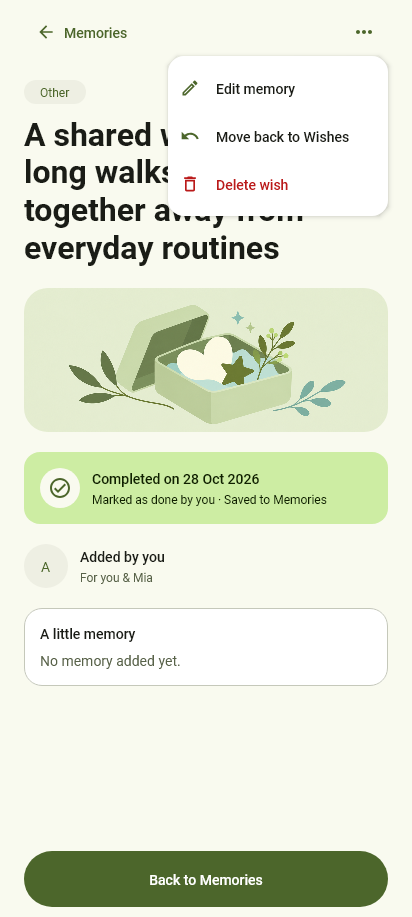 Memories
Edit memory
Move back to Wishes
Delete wish
Other
A shared
long walks
together away from
everyday routines
Completed on 28 Oct 2026
Marked as done by you · Saved to Memories
A
Added by you
For you & Mia
A little memory
No memory added yet.
Back to Memories